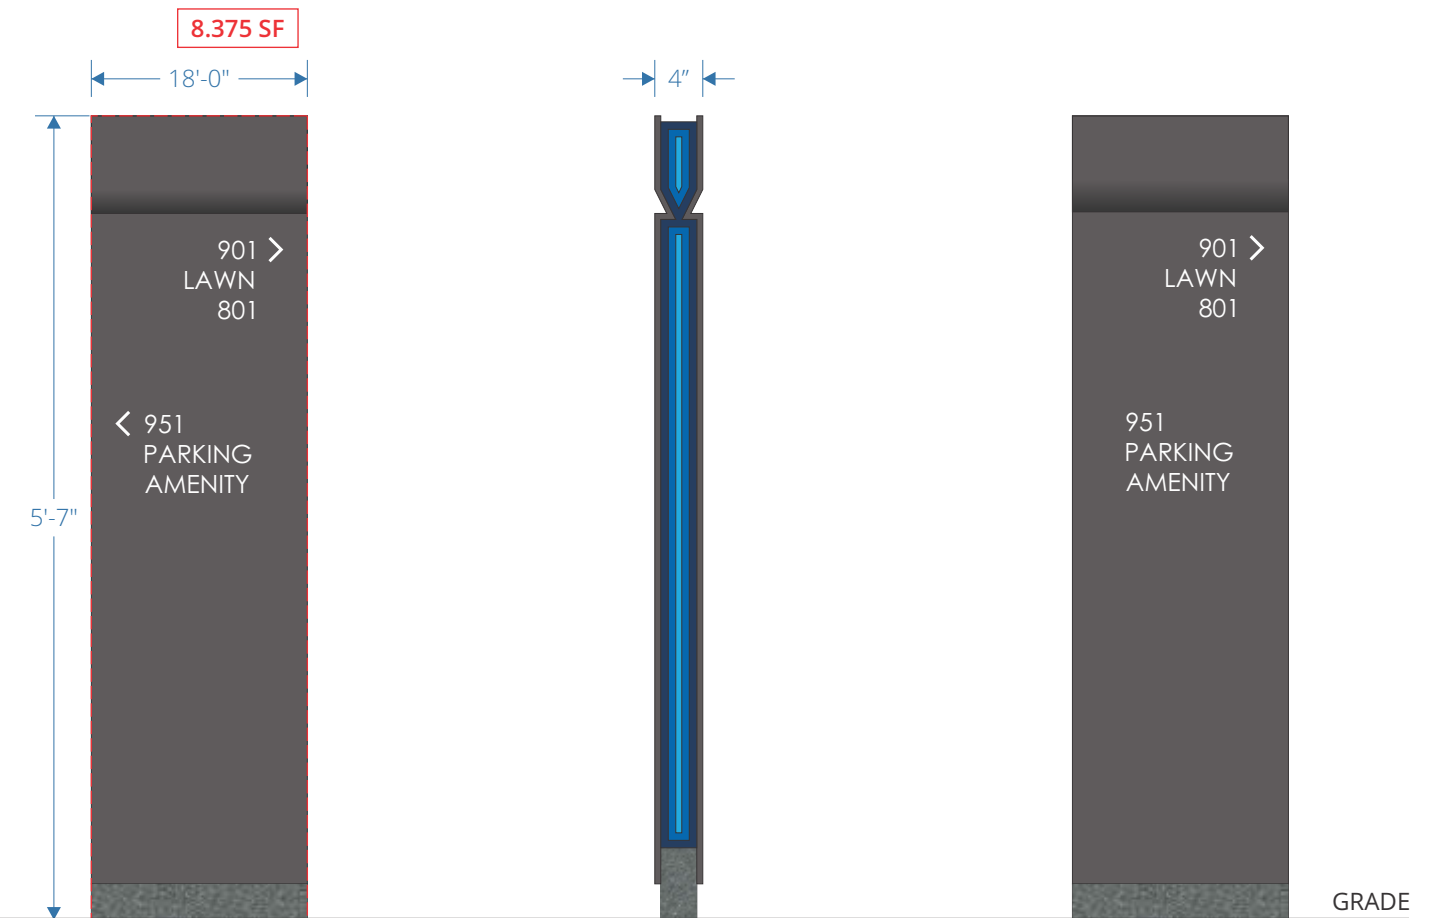 8.375 SF
18'-0"
4"
5'-7"
901 >
LAWN
801
< 951
PARKING
AMENITY
901 >
LAWN
801
951
PARKING
AMENITY
GRADE